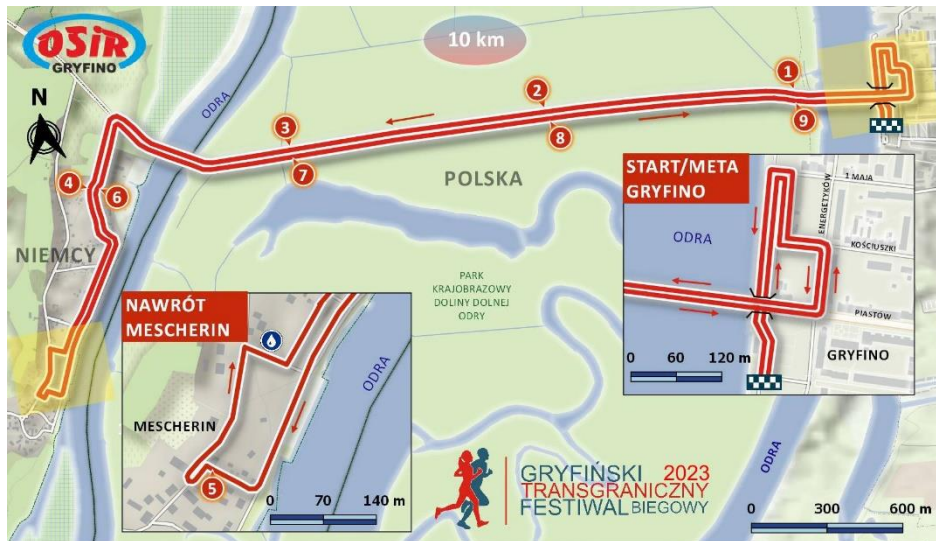 OSiR
GRYFINO
10 km
N
ODRA
1
2
3
4
5
6
7
8
9
POLSKA
NIEMCY
PARK
KRAJOBRAZOWY
DOLINY DOLNEJ
ODRY
START/META
GRYFINO
1 MAJA
ENERGETYKÓW
KOŚCIUSZKI
ODRA
PIASTÓW
GRYFINO
0 60 120 m
NAWRÓT
MESCHERIN
ODRA
MESCHERIN
5
0 70 140 m
GRYFIŃSKI 2023
TRANSGRANICZNY
FESTIWAL BIEGOWY
ODRA
0 300 600 m